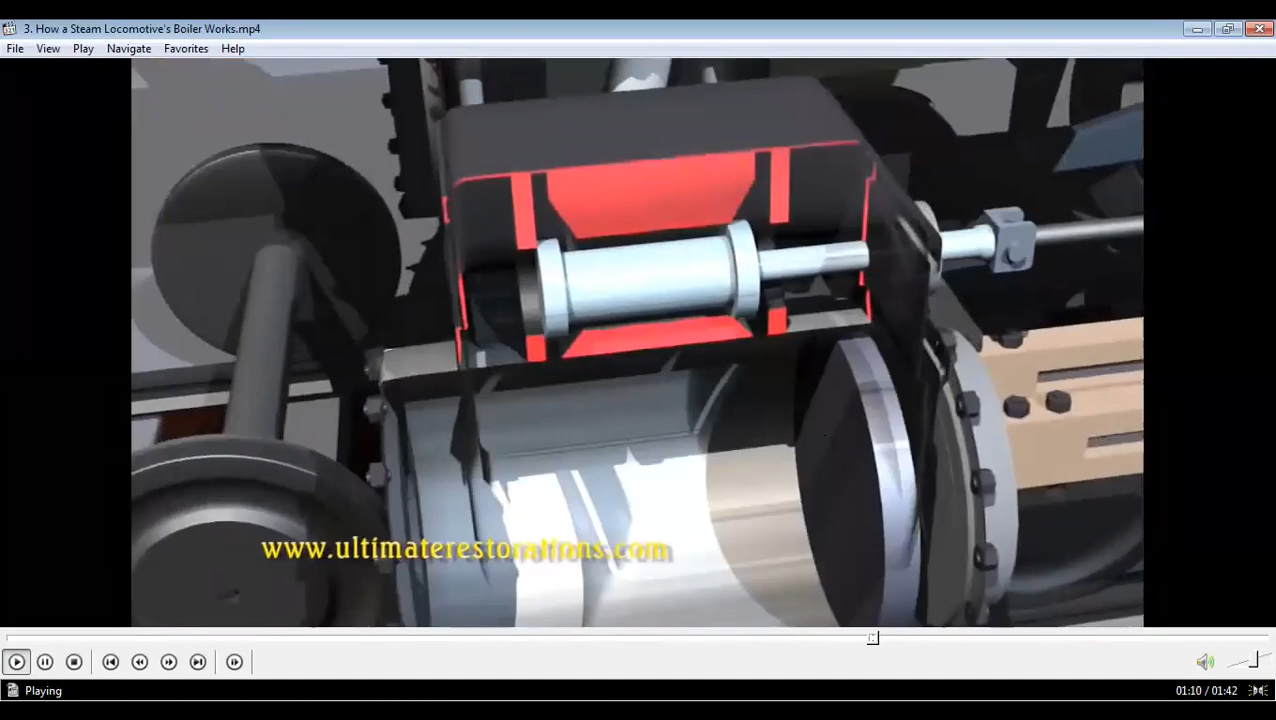 3. How a Steam Locomotive's Boiler Works.mp4
File View Play Navigate Favorites Help
www.ultimaterestorations.com
Playing
01:10 / 01:42